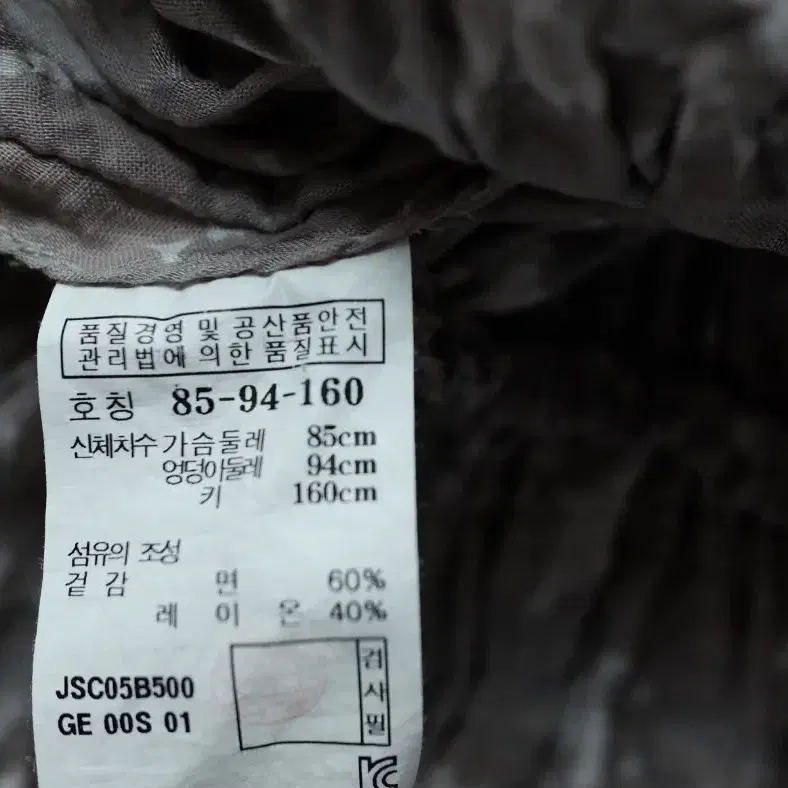 품질경영 및 공산품안전
관리법에 의한 품질표시
호칭 85-94-160
신체치수 가슴둘레 85cm
엉덩이둘레 94cm
키 160cm
섬유의 조성
겉감 면 60%
레이온 40%
검사필
JSC05B500
GE 00S 01